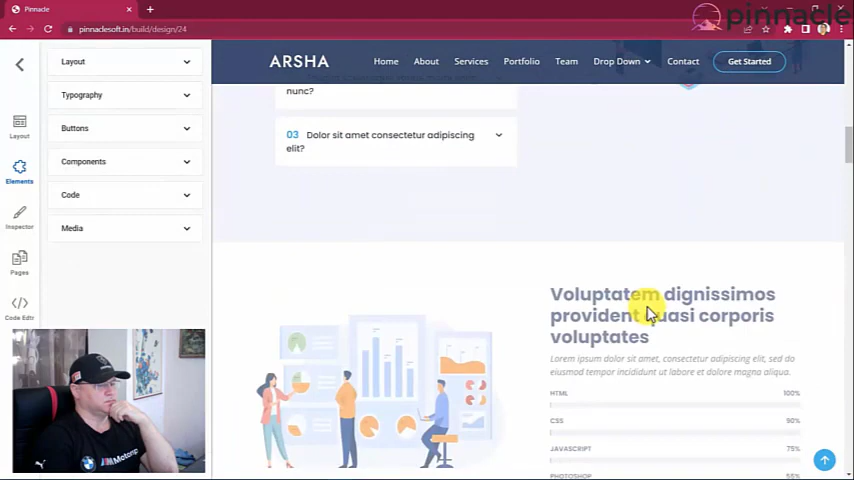 Pinnacle
pinnaclesoft.in/build/design/24
pinnacle
Layout
Elements
Inspector
Pages
Code Edtr
Layout
Typography
Buttons
Components
Code
Media
ARSHA
Home About Services Portfolio Team Drop Down Contact Get Started
nunc?
03 Dolor sit amet consectetur adipiscing
elit?
Voluptatem dignissimos
provident quasi corporis
voluptates
Lorem ipsum dolor sit amet, consectetur adipiscing elit, sed do
eiusmod tempor incididunt ut labore et dolore magna aliqua.
HTML 100%
CSS 90%
JAVASCRIPT 75%
PHOTOSHOP 55%